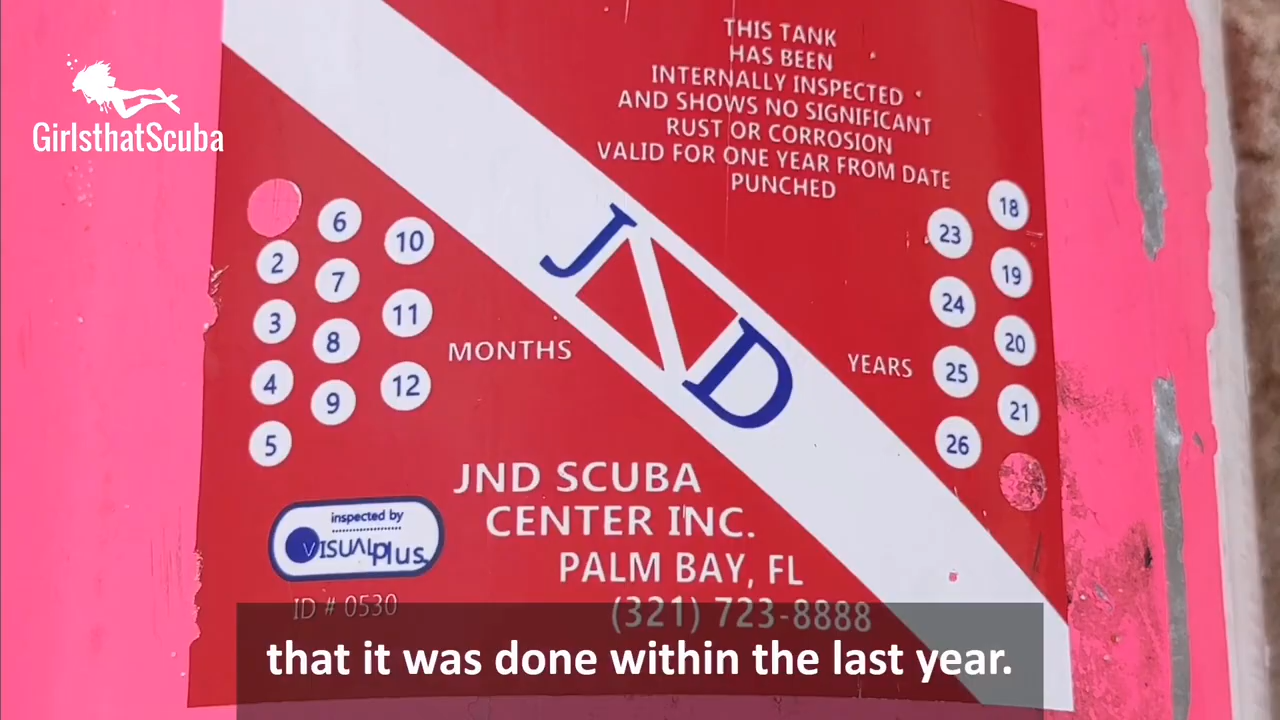 GirlsthatScuba
THIS TANK
HAS BEEN
INTERNALLY INSPECTED
AND SHOWS NO SIGNIFICANT
RUST OR CORROSION
VALID FOR ONE YEAR FROM DATE
PUNCHED
2
3
4
5
6
7
8
9
10
11
12
MONTHS
JND
YEARS
23
24
25
26
18
19
20
21
JND SCUBA
CENTER INC.
PALM BAY, FL
(321) 723-8888
inspected by
VISUALplus
ID # 0530
that it was done within the last year.